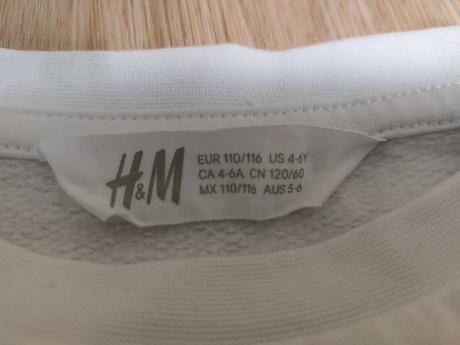 H&M
EUR 110/116 US 4-6Y
CA 4-6A CN 120/60
MX 110/116 AUS 5-6